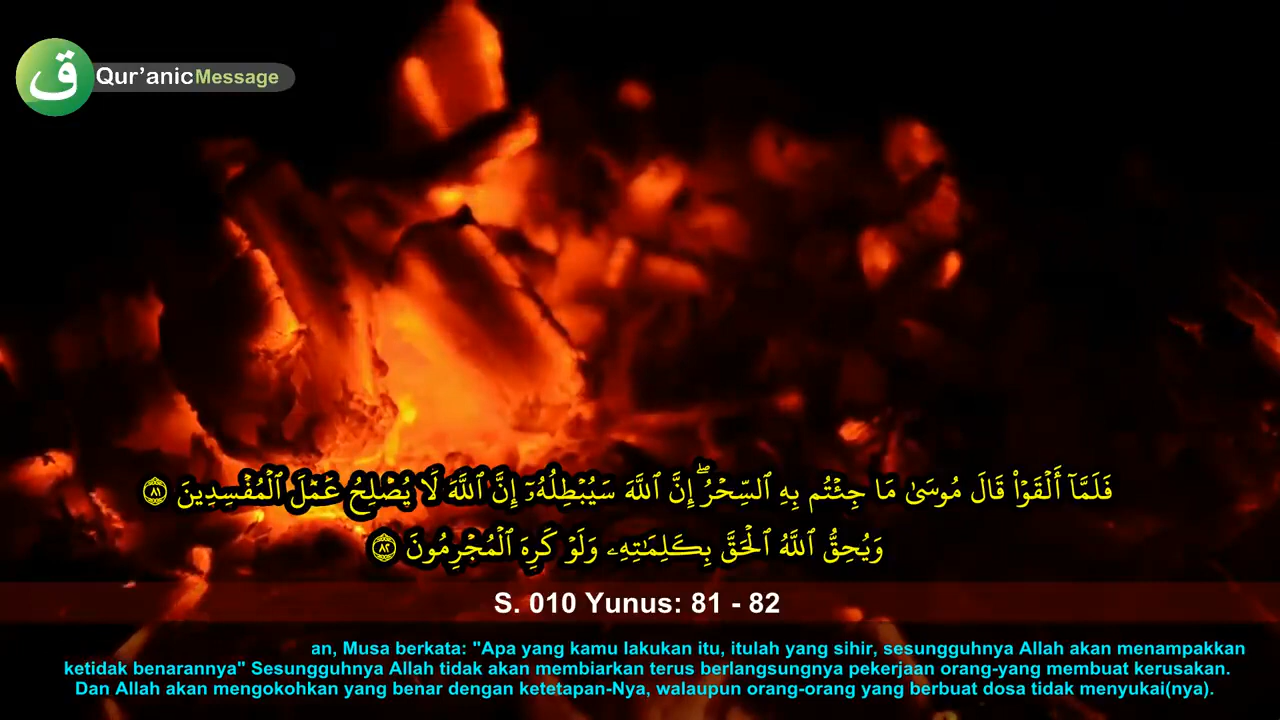 ق
Qur'anicMessage
فَلَمَّآ أَلْقَوْا۟ قَالَ مُوسَىٰ مَا جِئْتُم بِهِ ٱلسِّحْرُ ۖ إِنَّ ٱللَّهَ سَيُبْطِلُهُۥٓ إِنَّ ٱللَّهَ لَا يُصْلِحُ عَمَلَ ٱلْمُفْسِدِينَ ٨١
وَيُحِقُّ ٱللَّهُ ٱلْحَقَّ بِكَلِمَٰتِهِۦ وَلَوْ كَرِهَ ٱلْمُجْرِمُونَ ٨٢
S. 010 Yunus: 81 - 82
an, Musa berkata: "Apa yang kamu lakukan itu, itulah yang sihir, sesungguhnya Allah akan menampakkan
ketidak benarannya" Sesungguhnya Allah tidak akan membiarkan terus berlangsungnya pekerjaan orang-yang membuat kerusakan.
Dan Allah akan mengokohkan yang benar dengan ketetapan-Nya, walaupun orang-orang yang berbuat dosa tidak menyukai(nya).